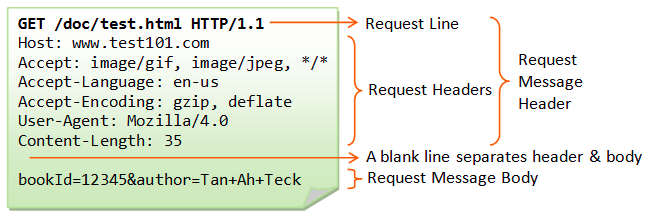 GET /doc/test.html HTTP/1.1
Request Line
Host: www.test101.com
Accept: image/gif, image/jpeg, */*
Accept-Language: en-us
Accept-Encoding: gzip, deflate
User-Agent: Mozilla/4.0
Content-Length: 35
Request Headers
Request
Message
Header
A blank line separates header & body
bookId=12345&author=Tan+Ah+Teck
Request Message Body